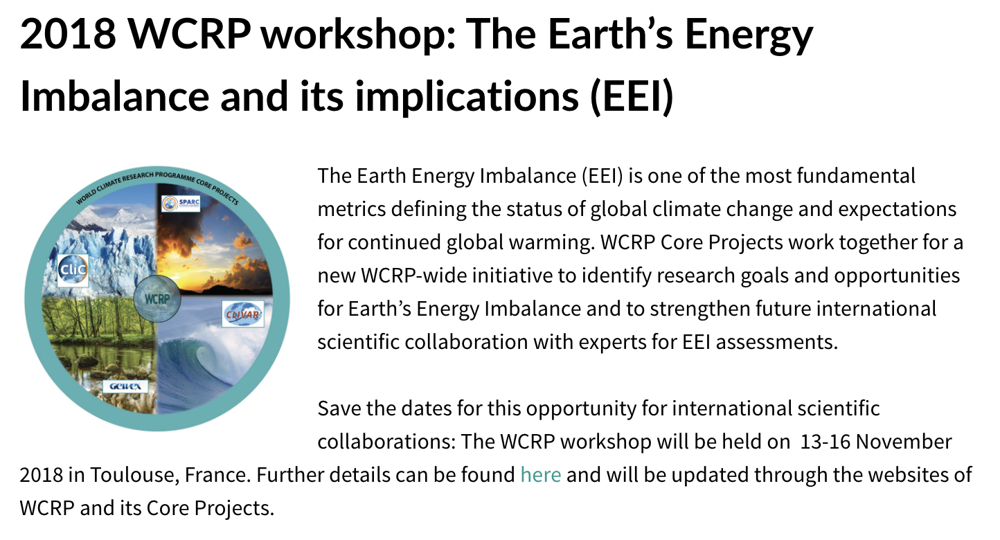 2018 WCRP workshop: The Earth’s Energy
Imbalance and its implications (EEI)
WORLD CLIMATE RESEARCH PROGRAMME CORE PROJECTS
SPARC
CliC
WCRP
CLIVAR
GEWEX
The Earth Energy Imbalance (EEI) is one of the most fundamental
metrics defining the status of global climate change and expectations
for continued global warming. WCRP Core Projects work together for a
new WCRP-wide initiative to identify research goals and opportunities
for Earth’s Energy Imbalance and to strengthen future international
scientific collaboration with experts for EEI assessments.
Save the dates for this opportunity for international scientific
collaborations: The WCRP workshop will be held on  13-16 November
2018 in Toulouse, France. Further details can be found here and will be updated through the websites of
WCRP and its Core Projects.